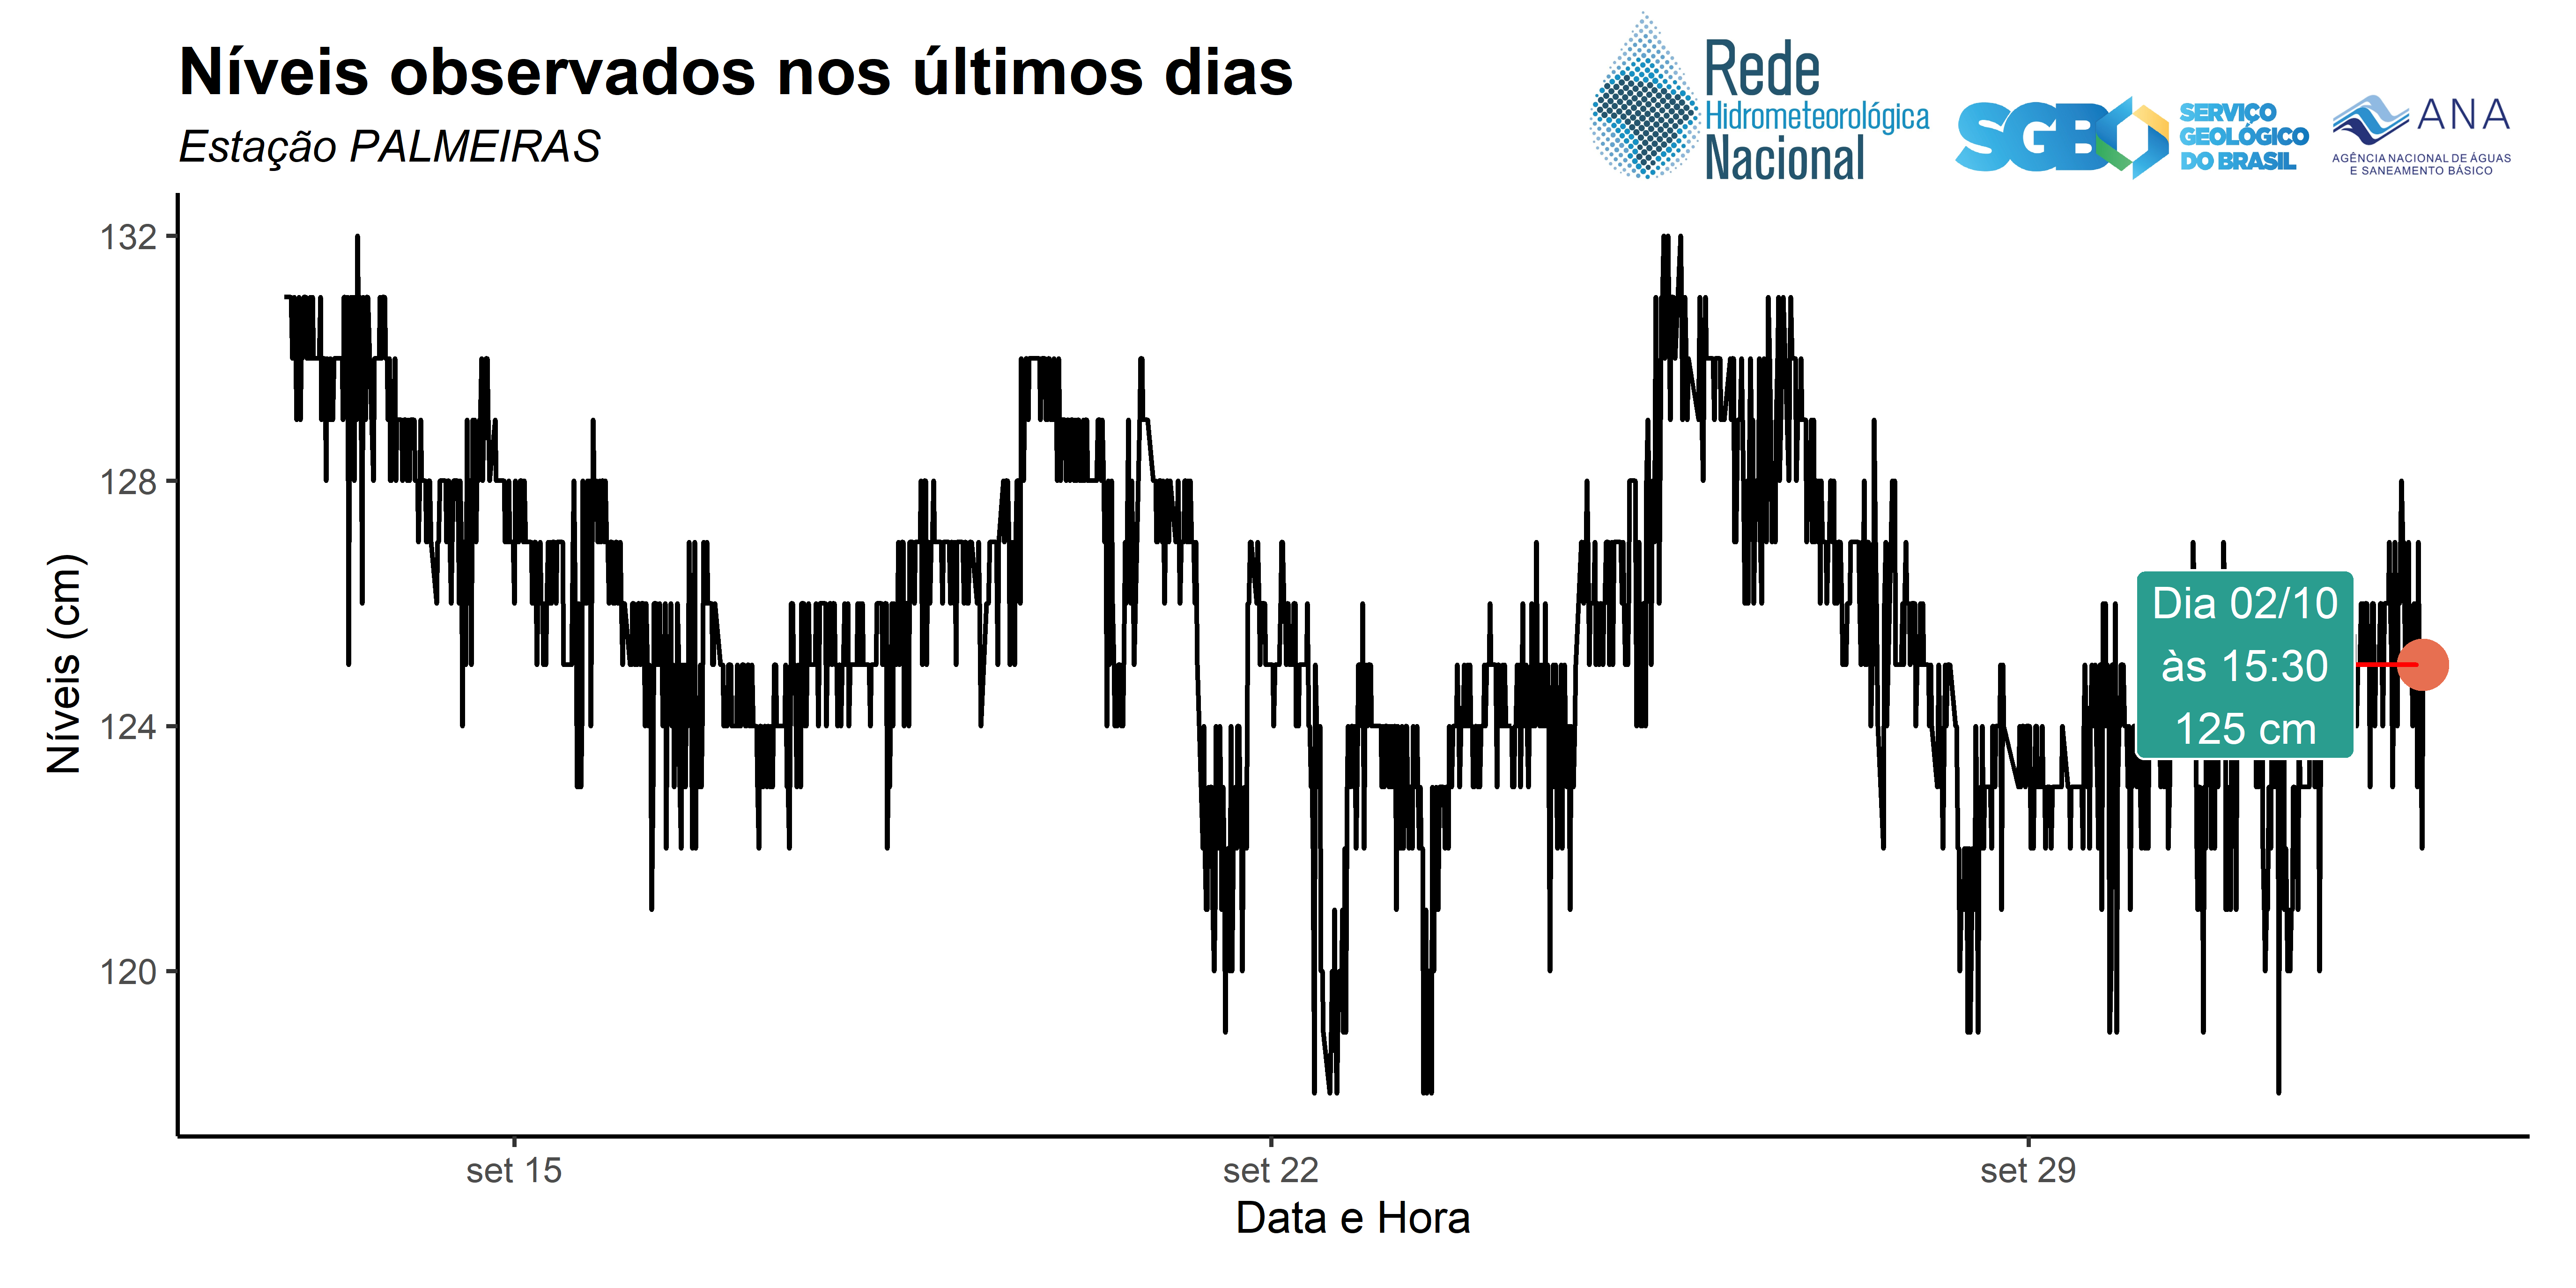 Níveis observados nos últimos dias
Estação PALMEIRAS
Rede
Hidrometeorológica
Nacional
SGB
SERVIÇO
GEOLÓGICO
DO BRASIL
ANA
AGÊNCIA NACIONAL DE ÁGUAS
E SANEAMENTO BÁSICO
Níveis (cm)
132
128
124
120
Dia 02/10
às 15:30
125 cm
set 15
set 22
set 29
Data e Hora